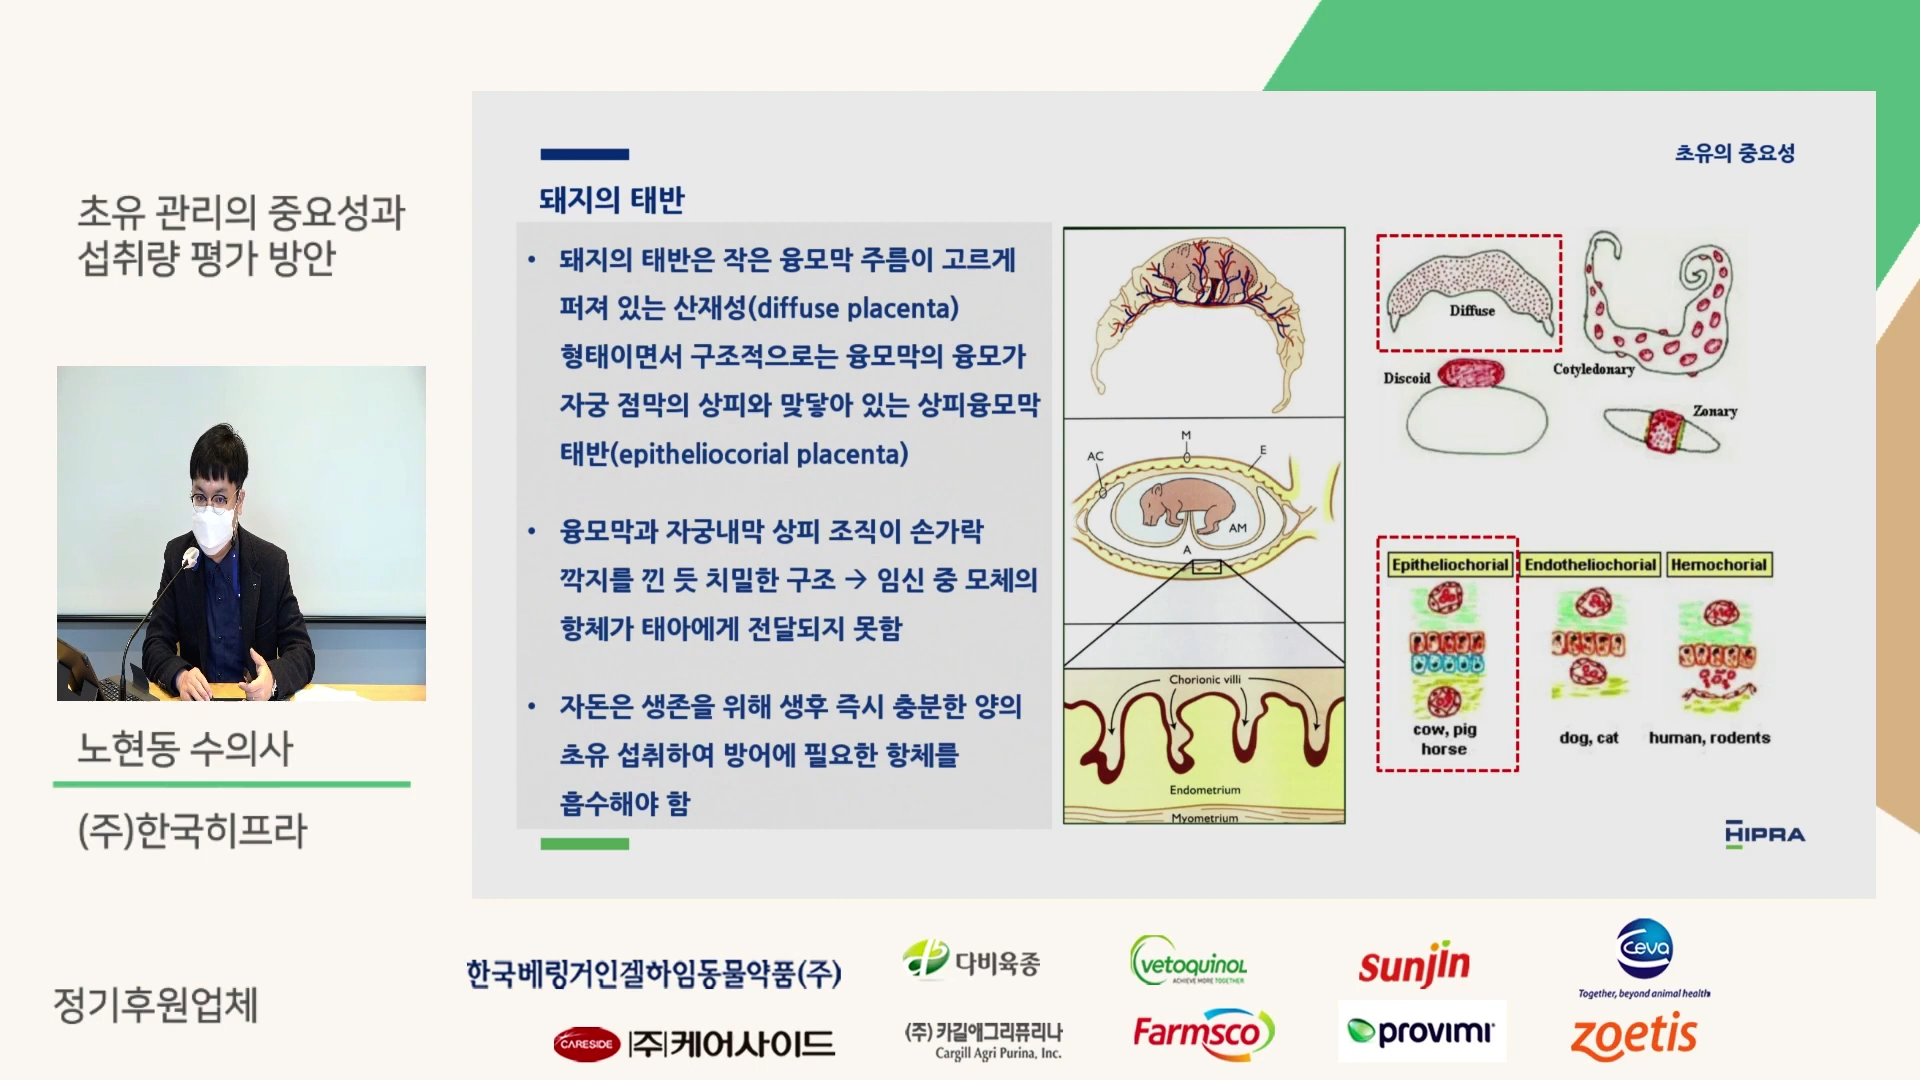 초유 관리의 중요성과
섭취량 평가 방안
노현동 수의사
(주)한국히프라
초유의 중요성
돼지의 태반
• 돼지의 태반은 작은 융모막 주름이 고르게
퍼져 있는 산재성(diffuse placenta)
형태이면서 구조적으로는 융모막의 융모가
자궁 점막의 상피와 맞닿아 있는 상피융모막
태반(epitheliocorial placenta)
• 융모막과 자궁내막 상피 조직이 손가락
깍지를 낀 듯 치밀한 구조 → 임신 중 모체의
항체가 태아에게 전달되지 못함
• 자돈은 생존을 위해 생후 즉시 충분한 양의
초유 섭취하여 방어에 필요한 항체를
흡수해야 함
M
AC
E
AM
A
Chorionic villi
Endometrium
Myometrium
Diffuse
Cotyledonary
Discoid
Zonary
Epitheliochorial
Endotheliochorial
Hemochorial
cow, pig
horse
dog, cat
human, rodents
HIPRA
정기후원업체
한국베링거인겔하임동물약품(주)
다비육종
vetoquinol
ACHIEVE MORE TOGETHER
sunjin
ceva
Together, beyond animal health
CARESIDE
(주)케어사이드
(주) 카길애그리퓨리나
Cargill Agri Purina, Inc.
Farmsco
provimi
zoetis